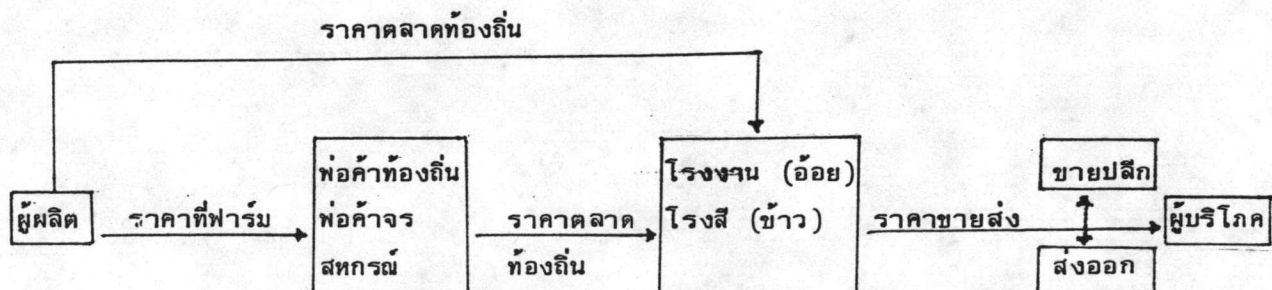 ราคาตลาดท้องถิ่น
ผู้ผลิต
ราคาที่ฟาร์ม
พ่อค้าท้องถิ่น
พ่อค้าจร
สหกรณ์
ราคาตลาด
ท้องถิ่น
โรงงาน (อ้อย)
โรงสี (ข้าว)
ราคาขายส่ง
ขายปลีก
ส่งออก
ผู้บริโภค